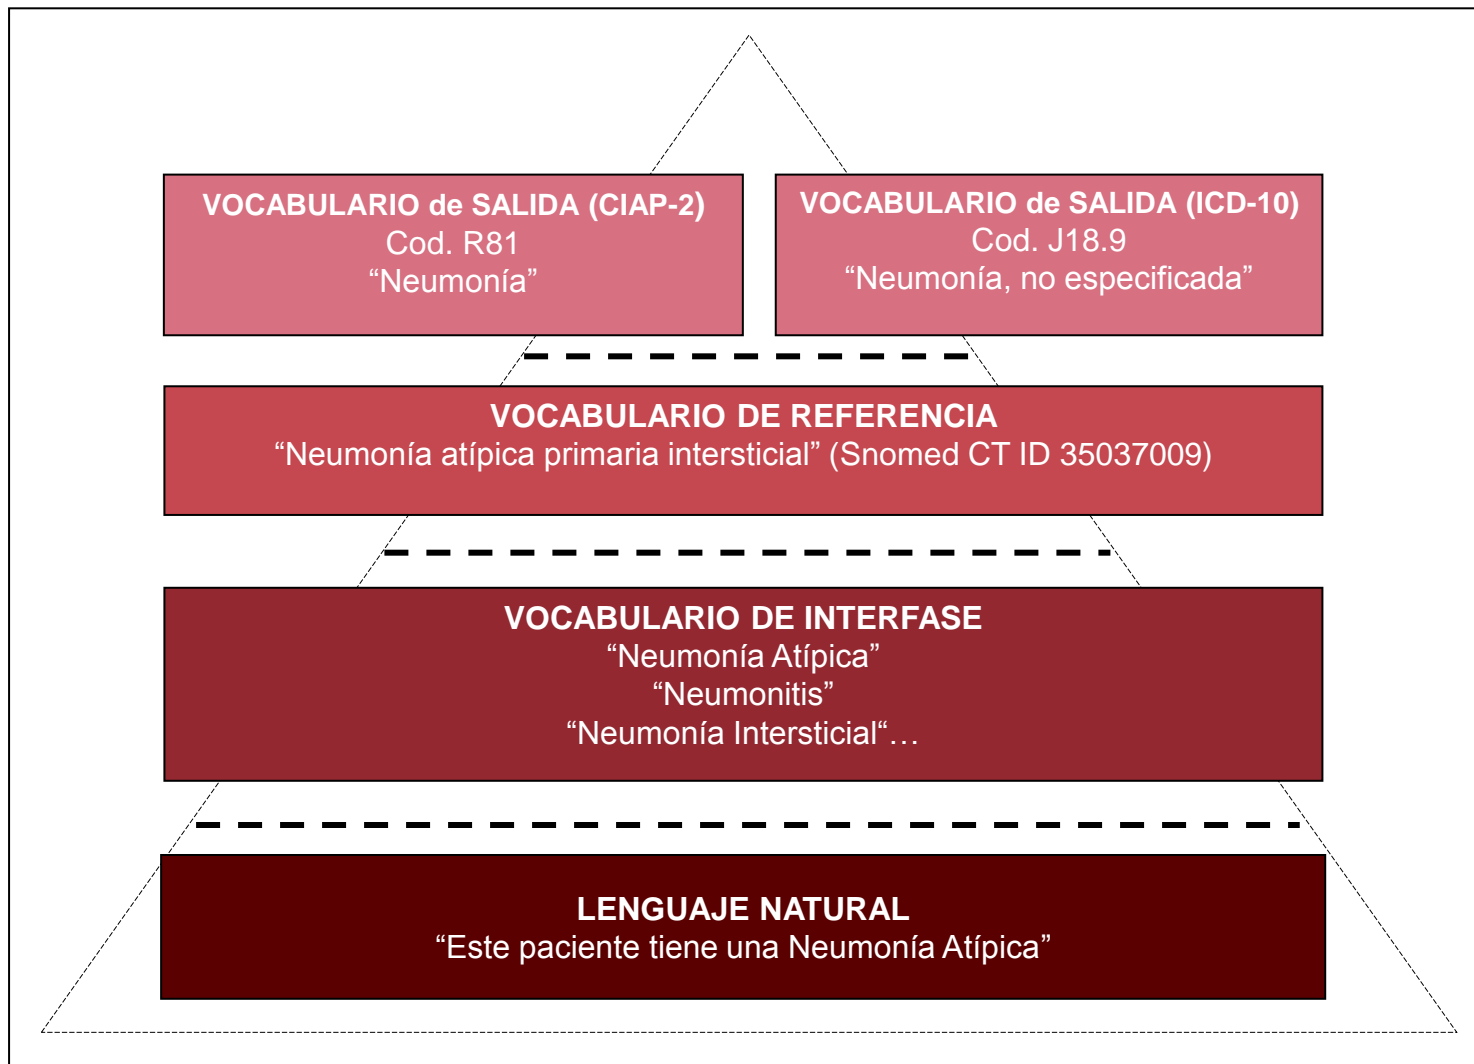 VOCABULARIO de SALIDA (CIAP-2)
Cod. R81
“Neumonía”
VOCABULARIO de SALIDA (ICD-10)
Cod. J18.9
“Neumonía, no especificada”
VOCABULARIO DE REFERENCIA
“Neumonía atípica primaria intersticial” (Snomed CT ID 35037009)
VOCABULARIO DE INTERFASE
“Neumonía Atípica”
“Neumonitis”
“Neumonía Intersticial“…
LENGUAJE NATURAL
“Este paciente tiene una Neumonía Atípica”